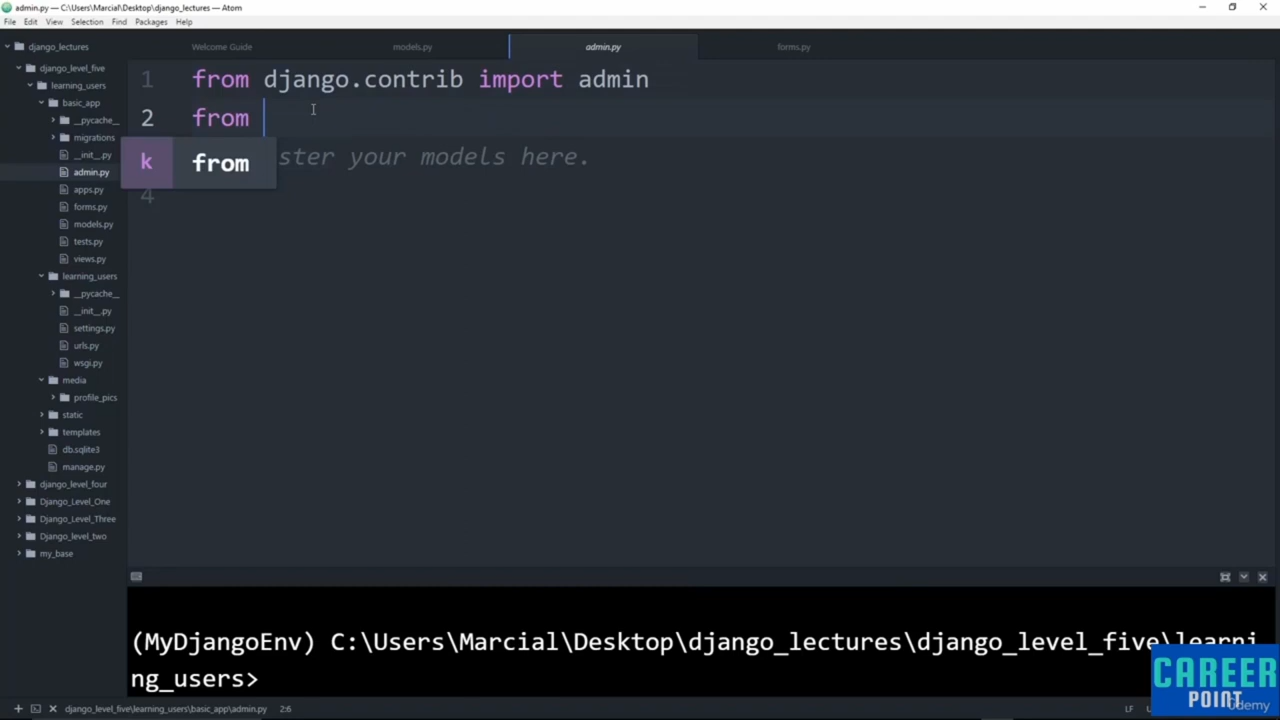 admin.py — C:\Users\Marcial\Desktop\django_lectures — Atom
File Edit View Selection Find Packages Help
django_lectures
django_level_five
learning_users
basic_app
__pycache__
migrations
__init__.py
admin.py
apps.py
forms.py
models.py
tests.py
views.py
learning_users
__pycache__
__init__.py
settings.py
urls.py
wsgi.py
media
profile_pics
static
templates
db.sqlite3
manage.py
django_level_four
Django_Level_One
Django_Level_Three
Django_level_two
my_base
Welcome Guide models.py admin.py forms.py
1 from django.contrib import admin
2 from
k from
ster your models here.
4
(MyDjangoEnv) C:\Users\Marcial\Desktop\django_lectures\django_level_five\learni
ng_users>
django_level_five\learning_users\basic_app\admin.py 2:6
LF
CAREER
POINT
Udemy